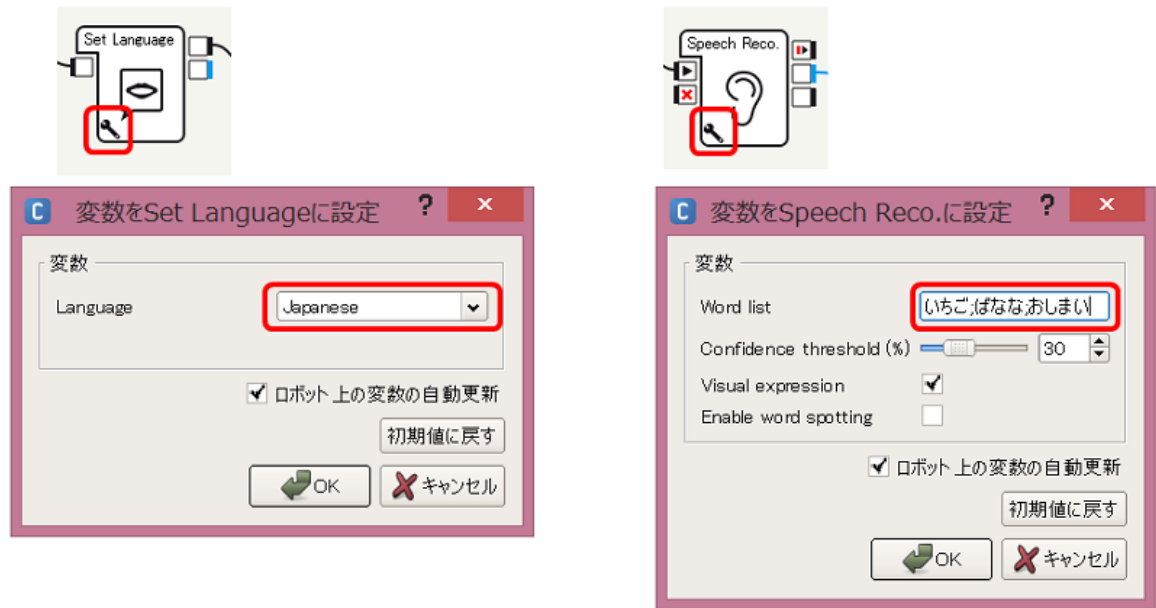 Set Language
Speech Reco.
C 変数をSet Languageに設定 ? ×
変数
Language
Japanese
ロボット上の変数の自動更新
初期値に戻す
OK
キャンセル
C 変数をSpeech Reco.に設定 ? ×
変数
Word list
いちご;ばなな;おしまい
Confidence threshold (%)
30
Visual expression
Enable word spotting
ロボット上の変数の自動更新
初期値に戻す
OK
キャンセル